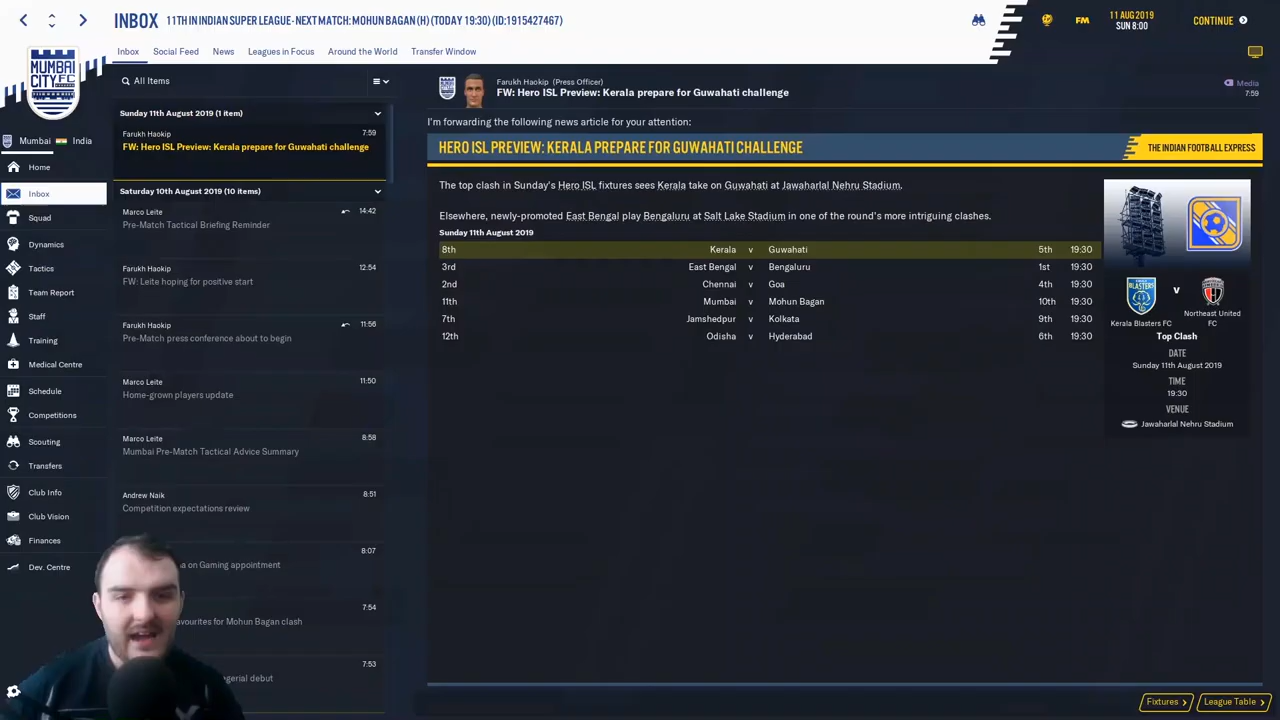 INBOX 11TH IN INDIAN SUPER LEAGUE - NEXT MATCH: MOHUN BAGAN (H) (TODAY 19:30) (ID:1915427467)
FM
11 AUG 2019
SUN 8:00
CONTINUE
Inbox Social Feed News Leagues in Focus Around the World Transfer Window
MUMBAI
CITY FC
Mumbai India
Home
Inbox
Squad
Dynamics
Tactics
Team Report
Staff
Training
Medical Centre
Schedule
Competitions
Scouting
Transfers
Club Info
Club Vision
Finances
Dev. Centre
All Items
Sunday 11th August 2019 (1 item)
Farukh Haokip 7:59
FW: Hero ISL Preview: Kerala prepare for Guwahati challenge
Saturday 10th August 2019 (10 items)
Marco Leite 14:42
Pre-Match Tactical Briefing Reminder
Farukh Haokip 12:54
FW: Leite hoping for positive start
Farukh Haokip 11:56
Pre-Match press conference about to begin
Marco Leite 11:50
Home-grown players update
Marco Leite 8:58
Mumbai Pre-Match Tactical Advice Summary
Andrew Naik 8:51
Competition expectations review
8:07
on Gaming appointment
7:54
avourites for Mohun Bagan clash
7:53
gerial debut
Farukh Haokip (Press Officer)
FW: Hero ISL Preview: Kerala prepare for Guwahati challenge
Media
7:59
I'm forwarding the following news article for your attention:
HERO ISL PREVIEW: KERALA PREPARE FOR GUWAHATI CHALLENGE
THE INDIAN FOOTBALL EXPRESS
The top clash in Sunday's Hero ISL fixtures sees Kerala take on Guwahati at Jawaharlal Nehru Stadium.
Elsewhere, newly-promoted East Bengal play Bengaluru at Salt Lake Stadium in one of the round's more intriguing clashes.
Sunday 11th August 2019
8th Kerala v Guwahati 5th 19:30
3rd East Bengal v Bengaluru 1st 19:30
2nd Chennai v Goa 4th 19:30
11th Mumbai v Mohun Bagan 10th 19:30
7th Jamshedpur v Kolkata 9th 19:30
12th Odisha v Hyderabad 6th 19:30
v
Kerala Blasters FC
Northeast United
FC
Top Clash
DATE
Sunday 11th August 2019
TIME
19:30
VENUE
Jawaharlal Nehru Stadium
Fixtures
League Table